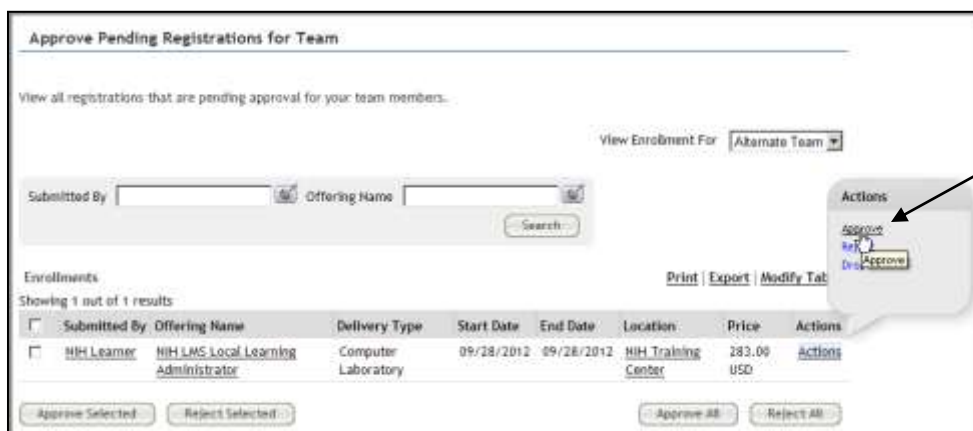 Approve Pending Registrations for Team
View all registrations that are pending approval for your team members.
View Enrollment For Alternate Team
Submitted By Offering Name
Search
Actions
Approve
Approve
Enrollments
Print | Export | Modify Tab
Showing 1 out of 1 results
Submitted By Offering Name Delivery Type Start Date End Date Location Price Actions
NIH Learner NIH LMS Local Learning Computer 09/28/2012 09/28/2012 NIH Training 283.00 Actions
Administrator Laboratory Center USD
Approve Selected Reject Selected Approve All Reject All